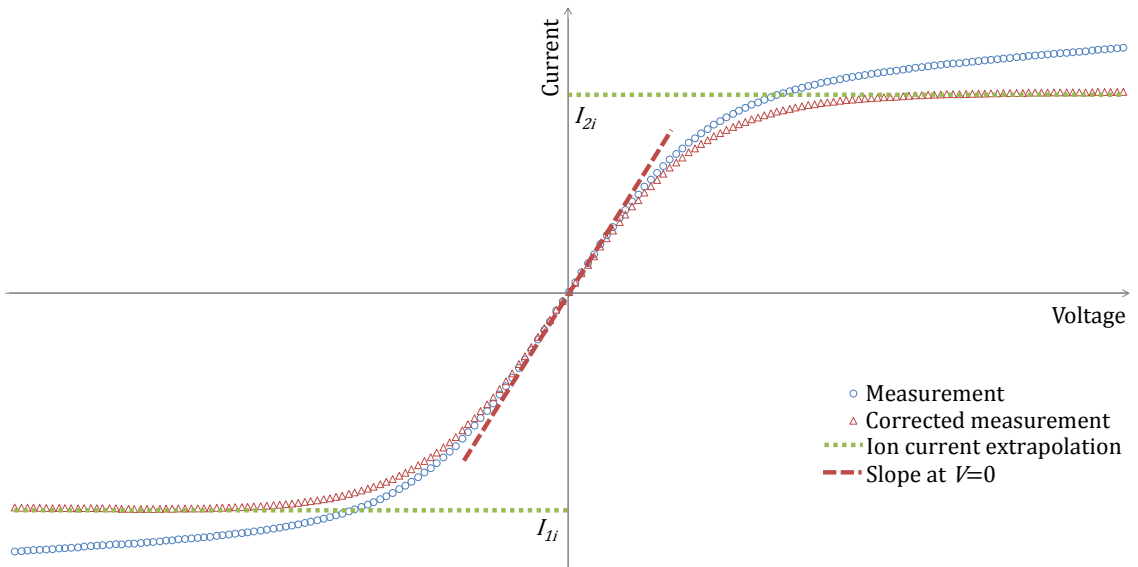 Current
I2i
Voltage
Measurement
Corrected measurement
Ion current extrapolation
Slope at V=0
I1i